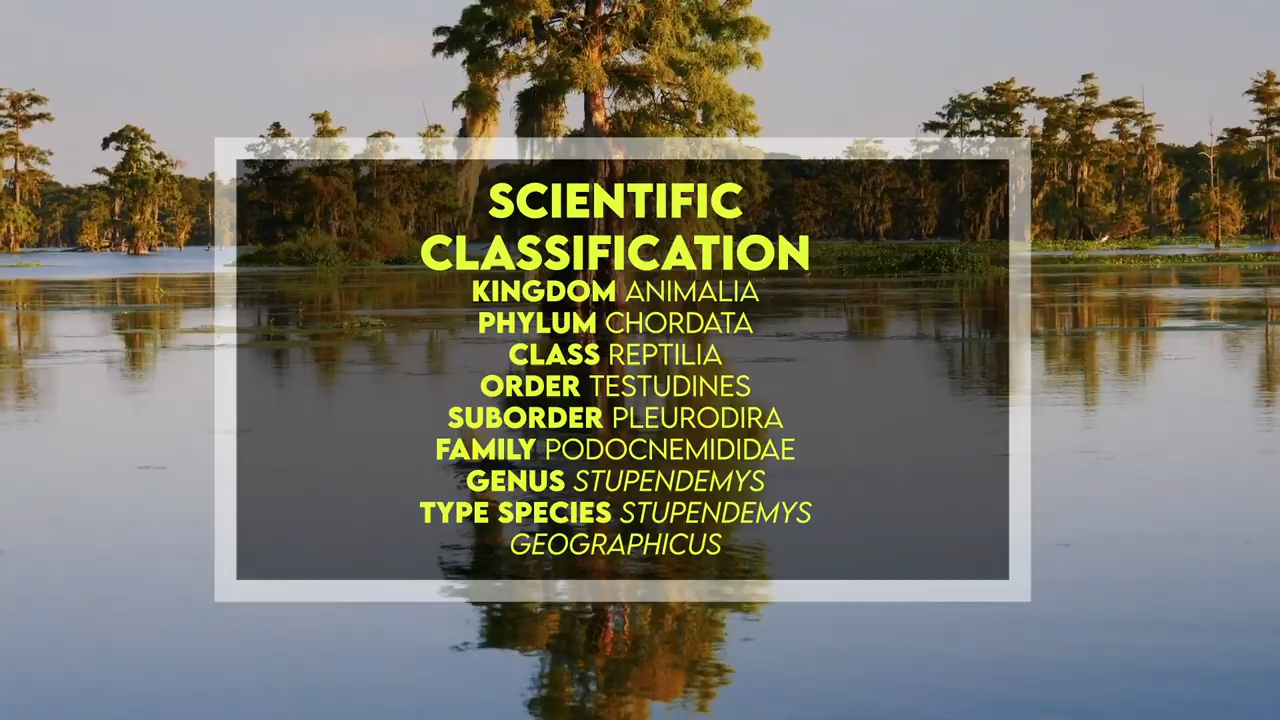 SCIENTIFIC
CLASSIFICATION
KINGDOM ANIMALIA
PHYLUM CHORDATA
CLASS REPTILIA
ORDER TESTUDINES
SUBORDER PLEURODIRA
FAMILY PODOCNEMIDIDAE
GENUS STUPENDEMYS
TYPE SPECIES STUPENDEMYS
GEOGRAPHICUS